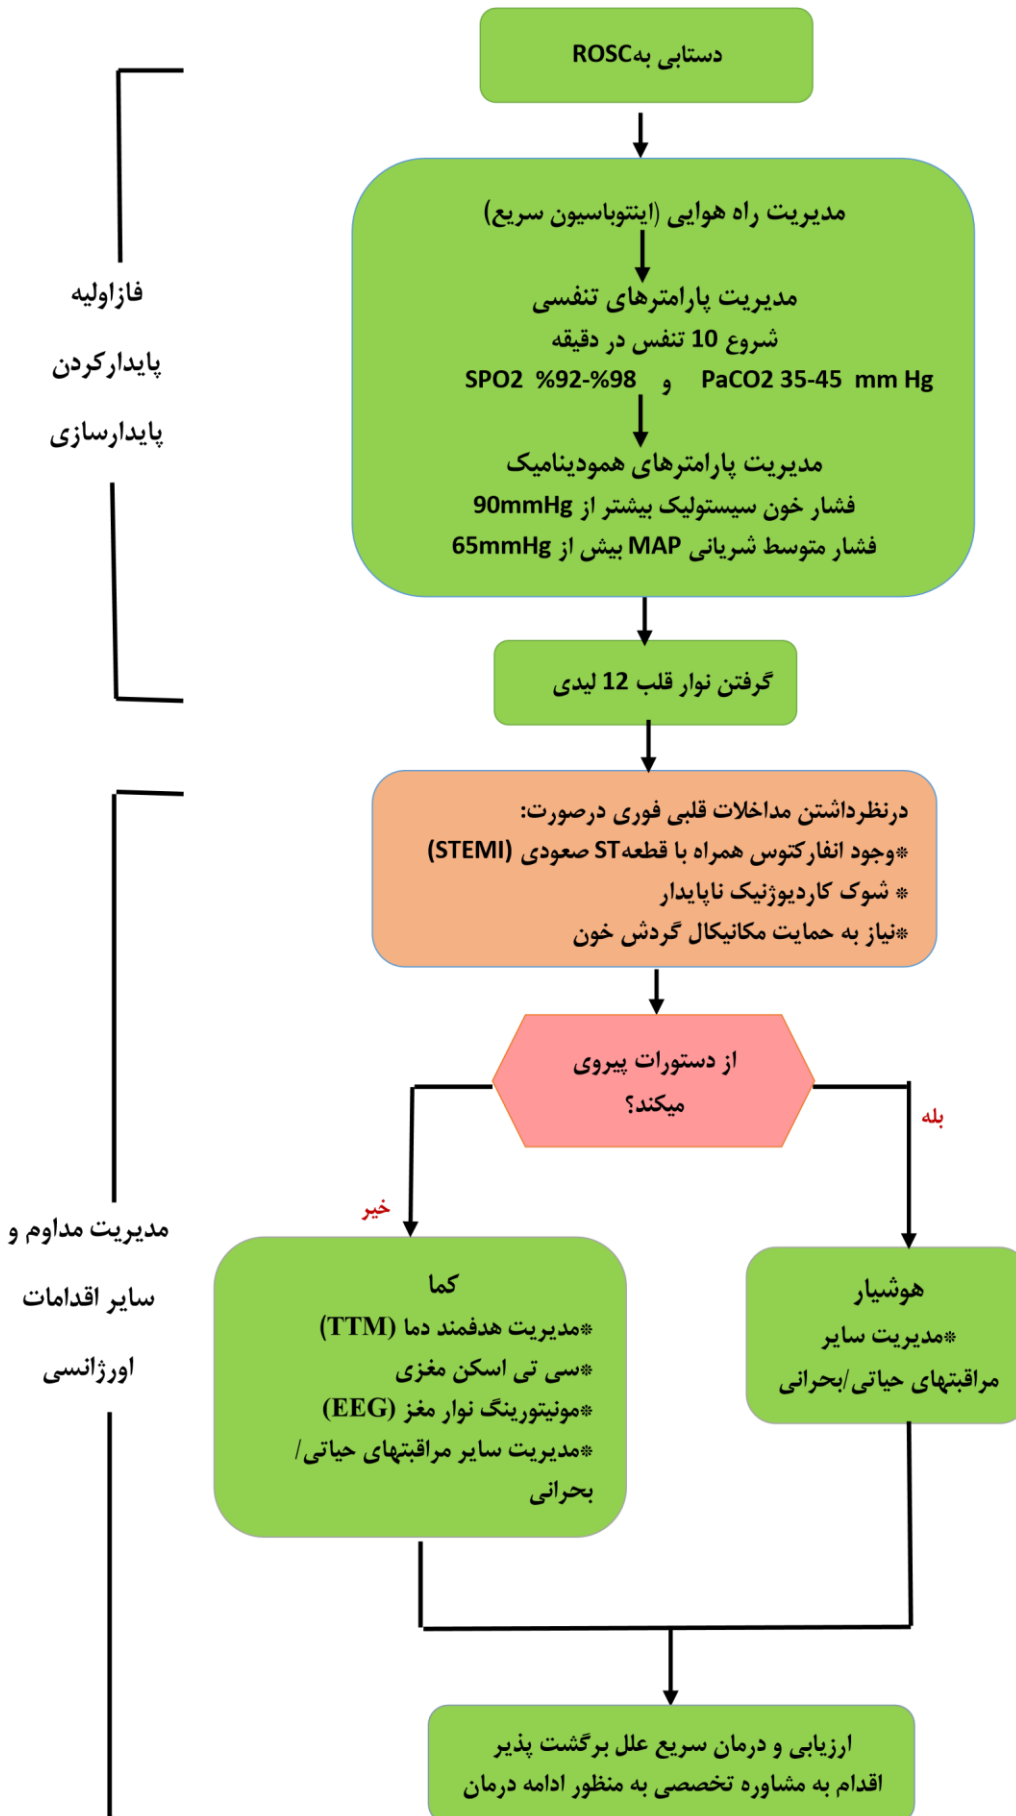 دستابی به ROSC
مدیریت راه هوایی (اینتوباسیون سریع)
مدیریت پارامترهای تنفسی
شروع 10 تنفس در دقیقه
SPO2 %92-%98 و PaCO2 35-45 mm Hg
مدیریت پارامترهای همودینامیک
فشار خون سیستولیک بیشتر از 90mmHg
فشار متوسط شریانی MAP بیش از 65mmHg
گرفتن نوار قلب 12 لیدی
فازاولیه
پایدارکردن
پایدارسازی
درنظرداشتن مداخلات قلبی فوری درصورت:
*وجود انفارکتوس همراه با قطعه ST صعودی (STEMI)
* شوک کاردیوژنیک ناپایدار
*نیاز به حمایت مکانیکال گردش خون
از دستورات پیروی
میکند؟
بله
خیر
هوشیار
*مدیریت سایر
مراقبتهای حیاتی/بحرانی
کما
*مدیریت هدفمند دما (TTM)
*سی تی اسکن مغزی
*مونیتورینگ نوار مغز (EEG)
*مدیریت سایر مراقبتهای حیاتی/
بحرانی
مدیریت مداوم و
سایر اقدامات
اورژانسی
ارزیابی و درمان سریع علل برگشت پذیر
اقدام به مشاوره تخصصی به منظور ادامه درمان